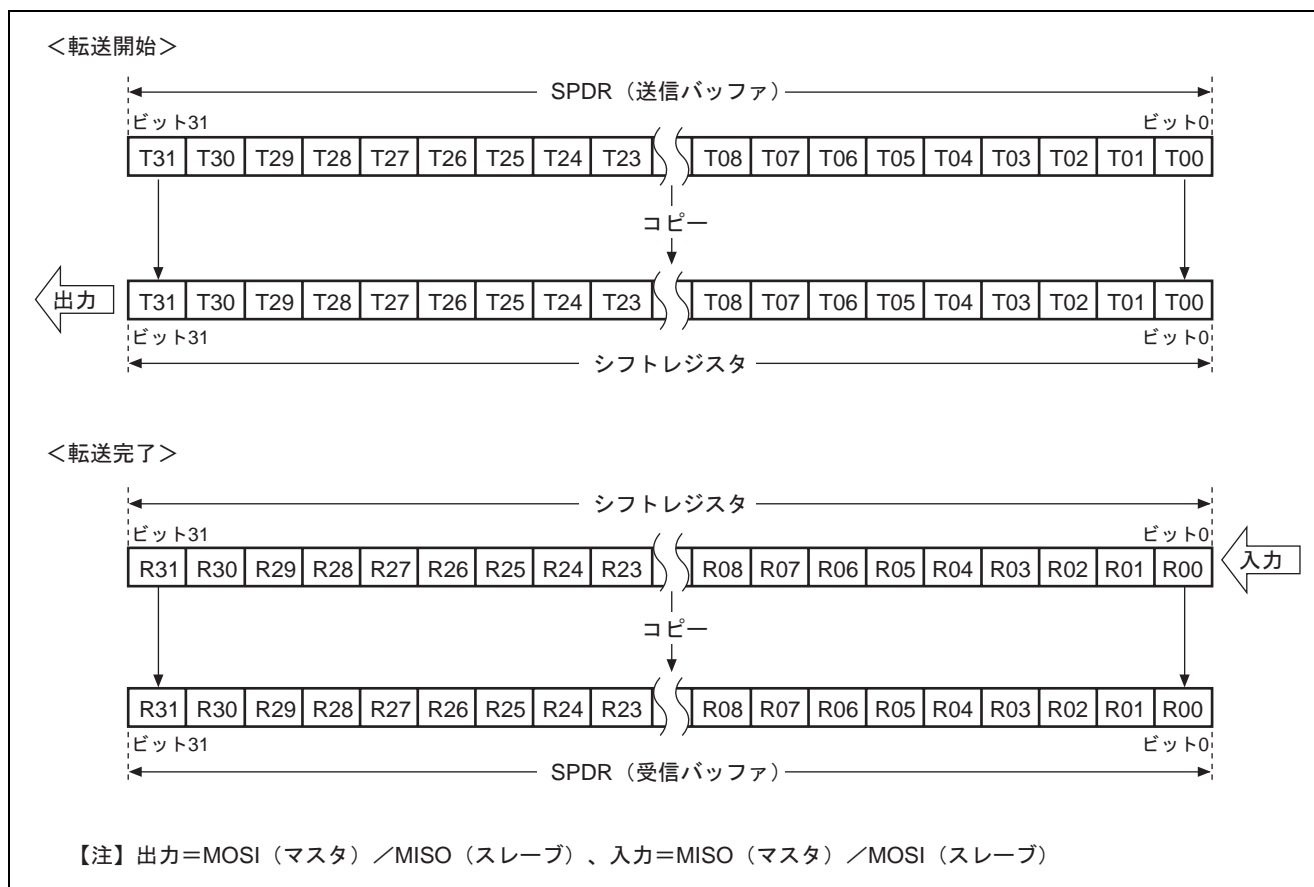 ＜転送開始＞
SPDR（送信バッファ）
ビット31 ビット0
T31 T30 T29 T28 T27 T26 T25 T24 T23 T08 T07 T06 T05 T04 T03 T02 T01 T00
コピー
出力
T31 T30 T29 T28 T27 T26 T25 T24 T23 T08 T07 T06 T05 T04 T03 T02 T01 T00
ビット31 ビット0
シフトレジスタ
＜転送完了＞
シフトレジスタ
ビット31 ビット0
R31 R30 R29 R28 R27 R26 R25 R24 R23 R08 R07 R06 R05 R04 R03 R02 R01 R00
入力
コピー
R31 R30 R29 R28 R27 R26 R25 R24 R23 R08 R07 R06 R05 R04 R03 R02 R01 R00
ビット31 ビット0
SPDR（受信バッファ）
【注】出力＝MOSI（マスタ）／MISO（スレーブ）、入力＝MISO（マスタ）／MOSI（スレーブ）